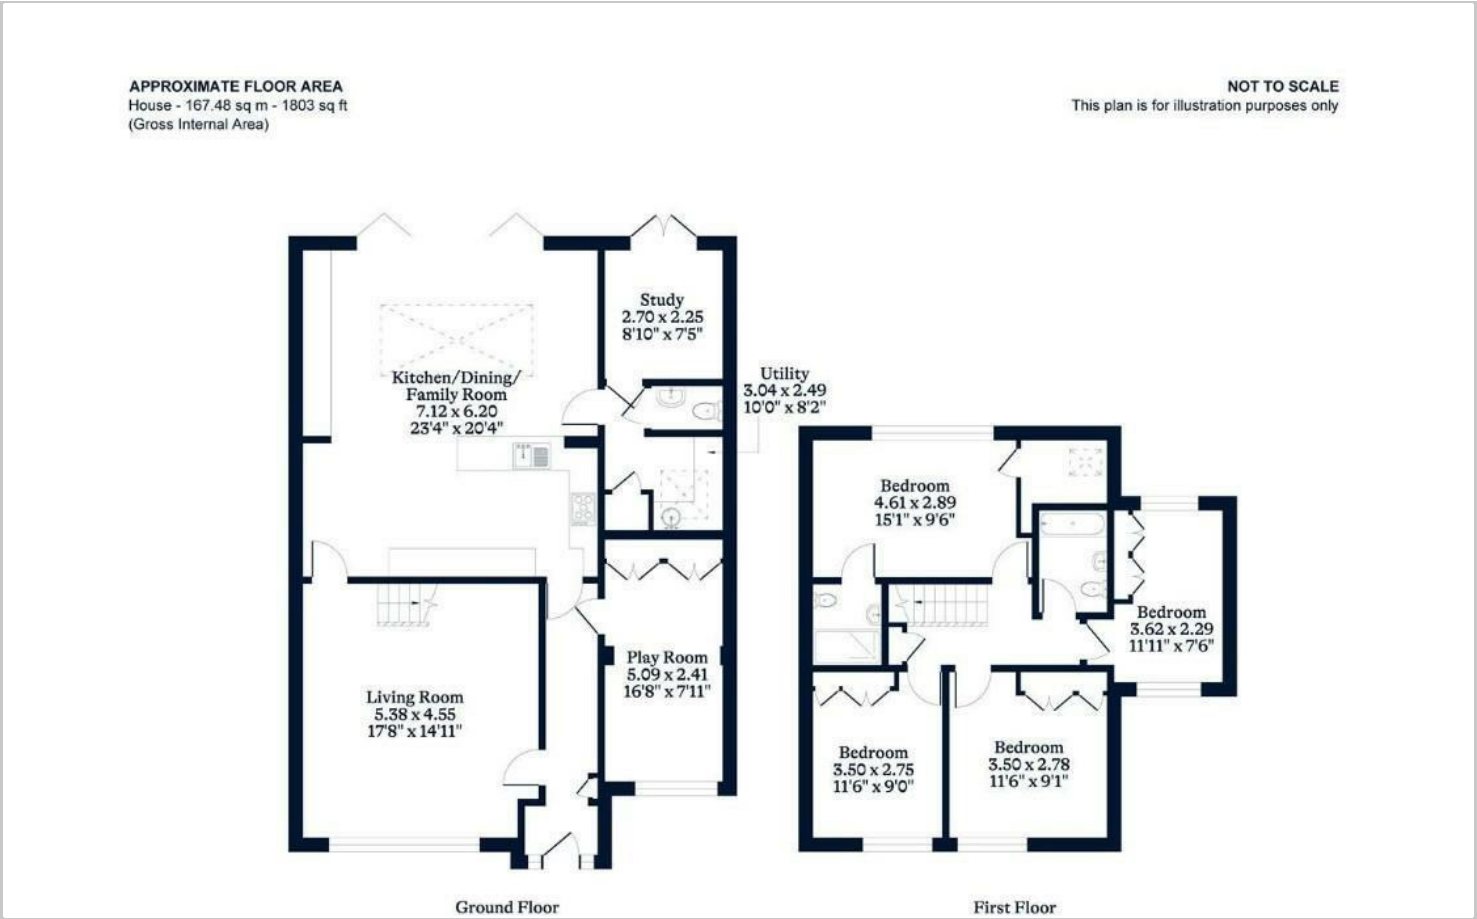 APPROXIMATE FLOOR AREA
House - 167.48 sq m - 1803 sq ft
(Gross Internal Area)
NOT TO SCALE
This plan is for illustration purposes only
Study
2.70 x 2.25
8'10" x 7'5"
Kitchen/Dining/
Family Room
7.12 x 6.20
23'4" x 20'4"
Utility
3.04 x 2.49
10'0" x 8'2"
Play Room
5.09 x 2.41
16'8" x 7'11"
Living Room
5.38 x 4.55
17'8" x 14'11"
Ground Floor
Bedroom
4.61 x 2.89
15'1" x 9'6"
Bedroom
3.62 x 2.29
11'11" x 7'6"
Bedroom
3.50 x 2.75
11'6" x 9'0"
Bedroom
3.50 x 2.78
11'6" x 9'1"
First Floor